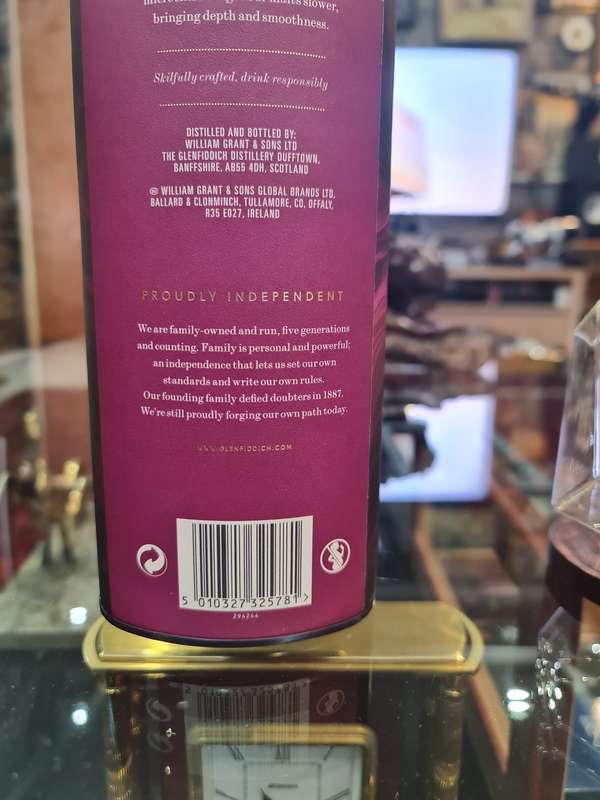 bringing depth and smoothness.
Skilfully crafted. drink responsibly
DISTILLED AND BOTTLED BY:
WILLIAM GRANT & SONS LTD
THE GLENFIDDICH DISTILLERY DUFFTOWN,
BANFFSHIRE, AB55 4DH, SCOTLAND
WILLIAM GRANT & SONS GLOBAL BRANDS LTD,
BALLARD & CLONMINCH, TULLAMORE, CO. OFFALY,
R35 E027, IRELAND
PROUDLY INDEPENDENT
We are family-owned and run, five generations
and counting. Family is personal and powerful;
an independence that lets us set our own
standards and write our own rules.
Our founding family defied doubters in 1887.
We're still proudly forging our own path today.
WWW.GLENFIDDICH.COM
5 010327 325781 >
296266